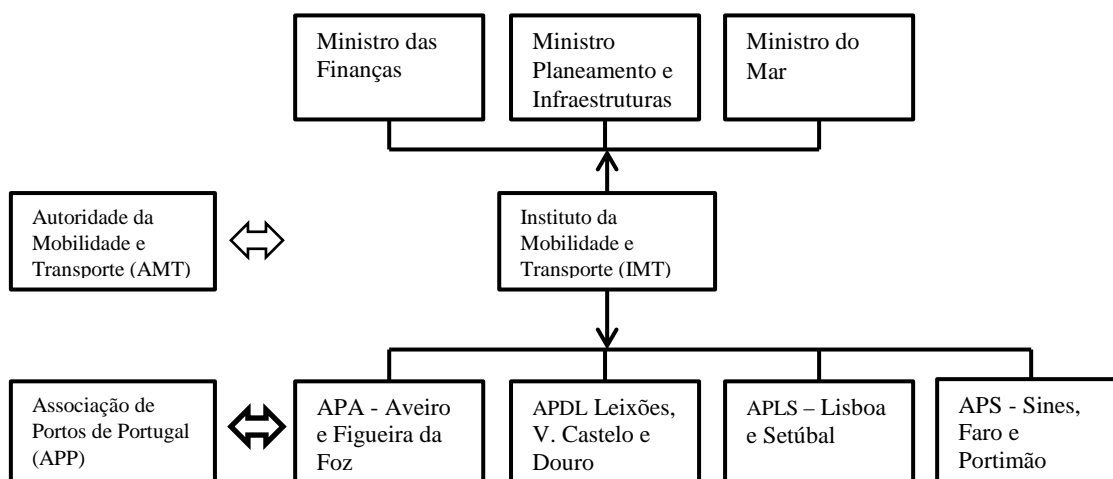 Ministro das
Finanças
Ministro
Planeamento e
Infraestruturas
Ministro do
Mar
Autoridade da
Mobilidade e
Transporte (AMT)
Instituto da
Mobilidade e
Transporte (IMT)
Associação de
Portos de Portugal
(APP)
APA - Aveiro
e Figueira da
Foz
APDL Leixões,
V. Castelo e
Douro
APLS – Lisboa
e Setúbal
APS - Sines,
Faro e
Portimão